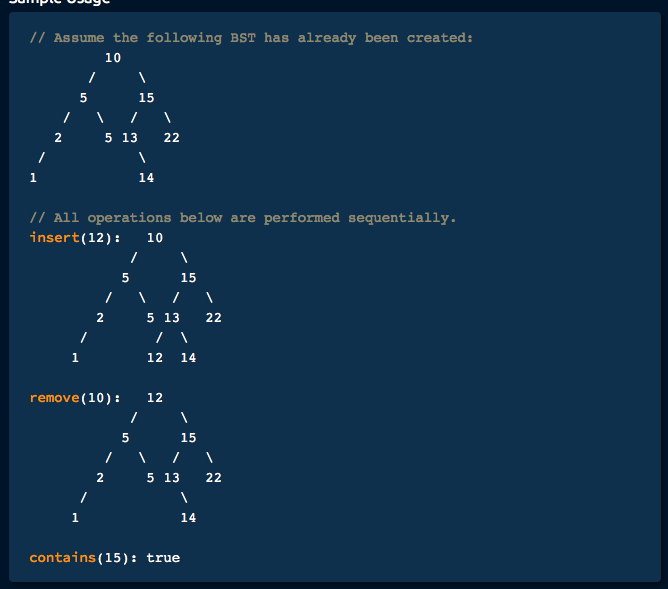 Sample Usage
// Assume the following BST has already been created:
         10
       /     \
      5      15
    /   \   /   \
   2     5 13   22
 /           \
1            14
// All operations below are performed sequentially.
insert(12):   10
            /     \
           5      15
         /   \   /   \
        2     5 13   22
      /        /  \
     1        12  14
remove(10):   12
            /     \
           5      15
         /   \   /   \
        2     5 13   22
      /           \
     1            14
contains(15): true